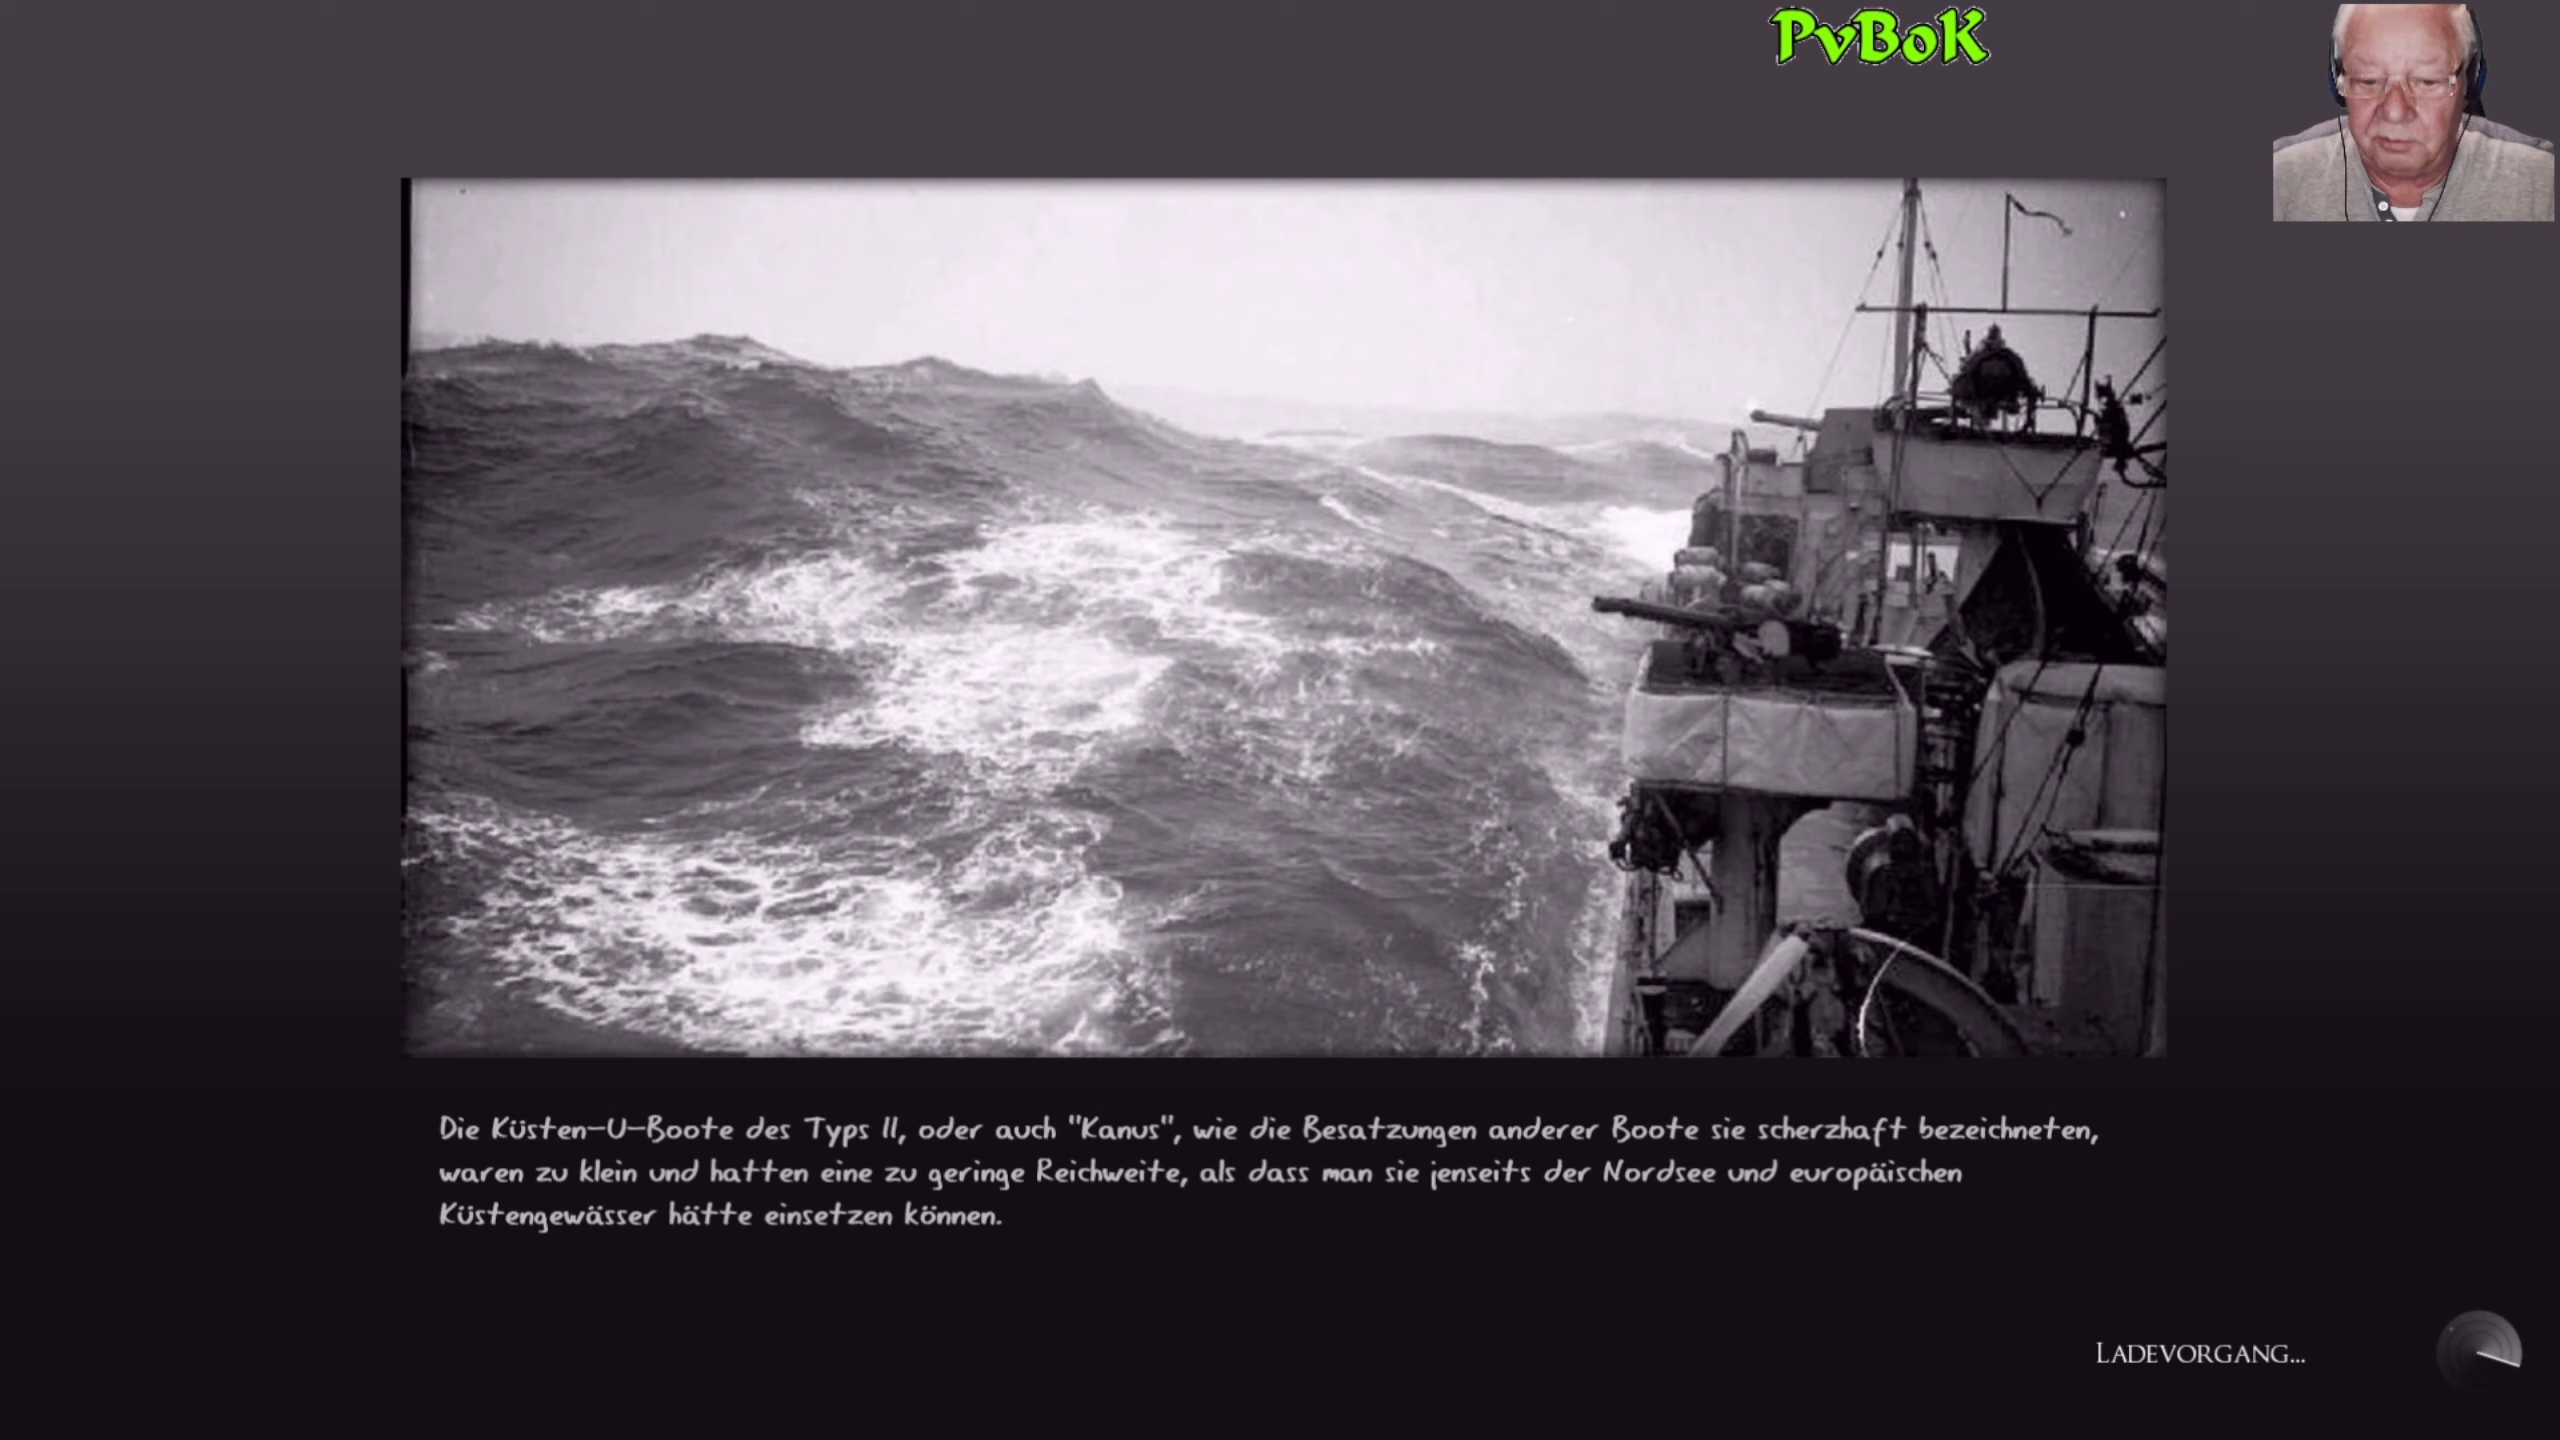 PvBoK
Die Küsten-U-Boote des Typs II, oder auch "Kanus", wie die Besatzungen anderer Boote sie scherzhaft bezeichneten,
waren zu klein und hatten eine zu geringe Reichweite, als dass man sie jenseits der Nordsee und europäischen
Küstengewässer hätte einsetzen können.
LADEVORGANG...